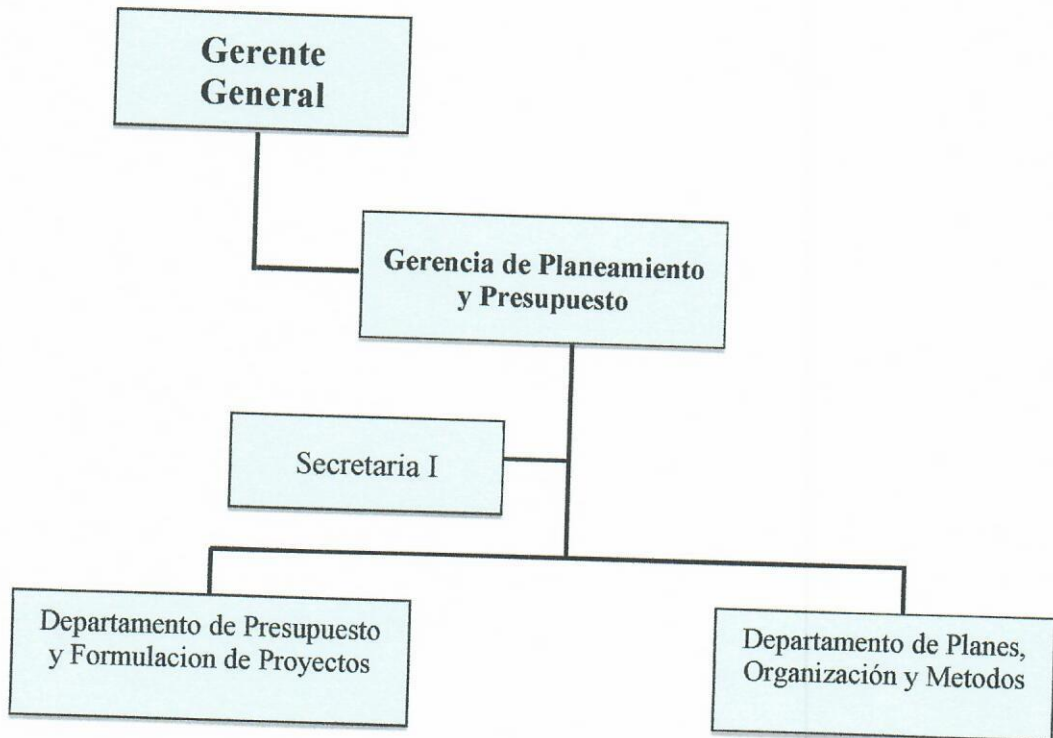 Gerente
General
Gerencia de Planeamiento
y Presupuesto
Secretaria I
Departamento de Presupuesto
y Formulacion de Proyectos
Departamento de Planes,
Organización y Metodos